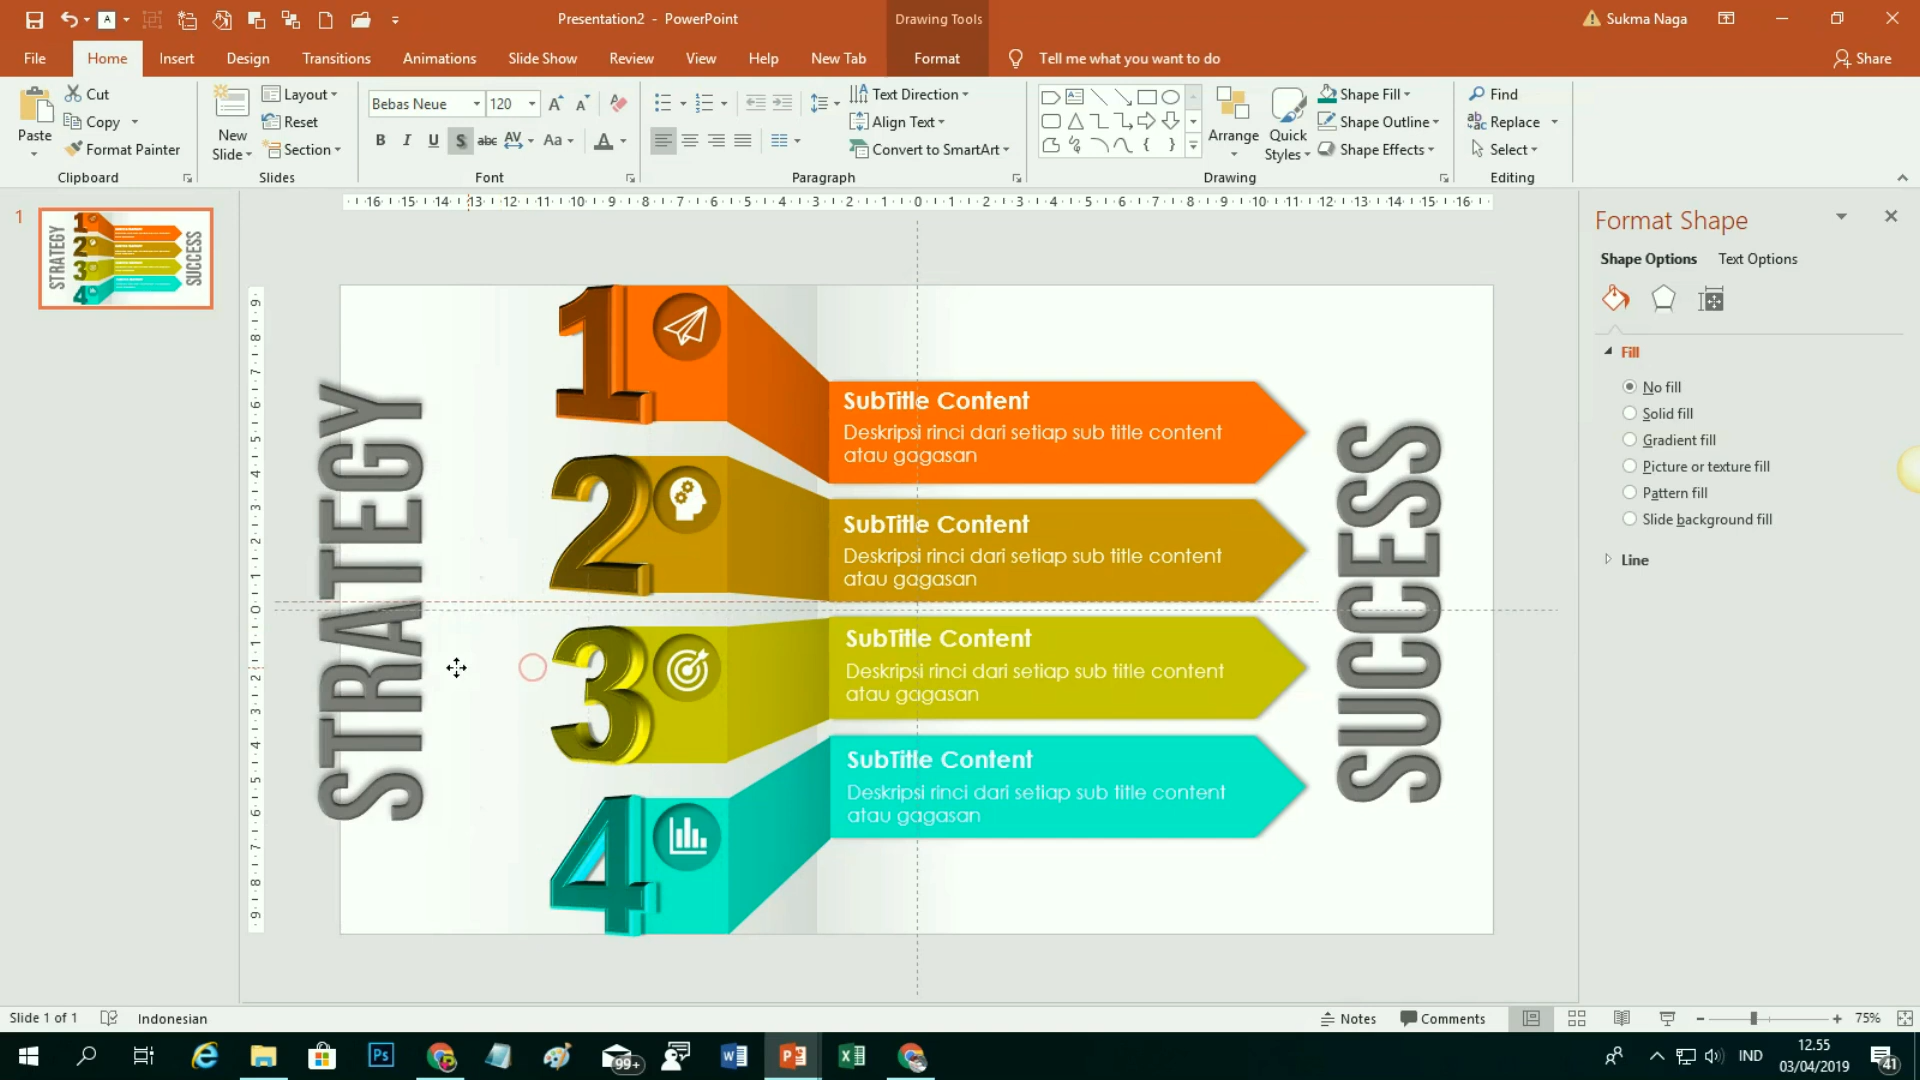 Presentation2 - PowerPoint
Drawing Tools
Sukma Naga
File
Home
Insert
Design
Transitions
Animations
Slide Show
Review
View
Help
New Tab
Format
Tell me what you want to do
Share
Paste
Cut
Copy
Format Painter
Clipboard
New Slide
Layout
Reset
Section
Slides
Bebas Neue
120
Font
Text Direction
Align Text
Convert to SmartArt
Paragraph
Arrange
Quick Styles
Shape Fill
Shape Outline
Shape Effects
Drawing
Find
Replace
Select
Editing
1
STRATEGY
1
SubTitle Content
Deskripsi rinci dari setiap sub title content
atau gagasan
2
SubTitle Content
Deskripsi rinci dari setiap sub title content
atau gagasan
3
SubTitle Content
Deskripsi rinci dari setiap sub title content
atau gagasan
4
SubTitle Content
Deskripsi rinci dari setiap sub title content
atau gagasan
SUCCESS
Format Shape
Shape Options
Text Options
Fill
No fill
Solid fill
Gradient fill
Picture or texture fill
Pattern fill
Slide background fill
Line
Slide 1 of 1
Indonesian
Notes
Comments
75%
99+
IND
12.55
03/04/2019
41